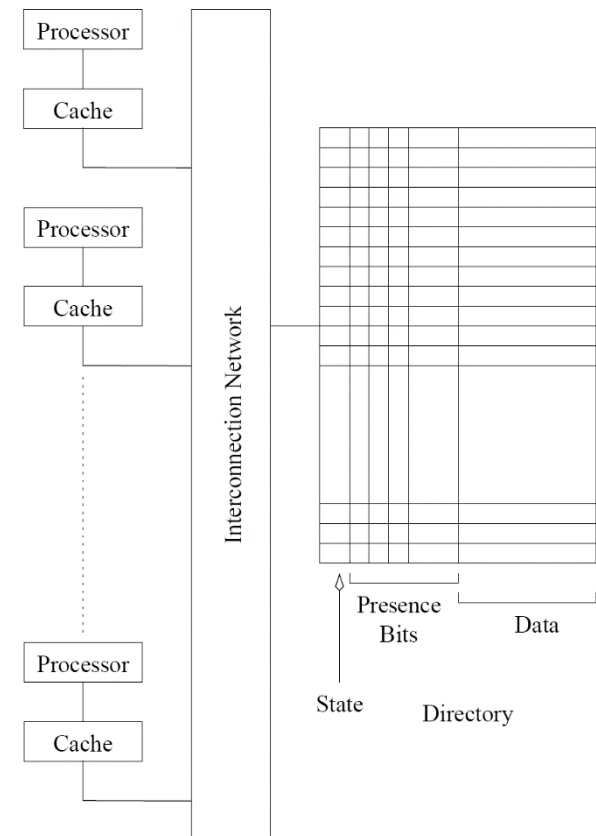 Processor
Cache
Processor
Cache
Interconnection Network
Presence
Bits
Data
Processor
State
Directory
Cache